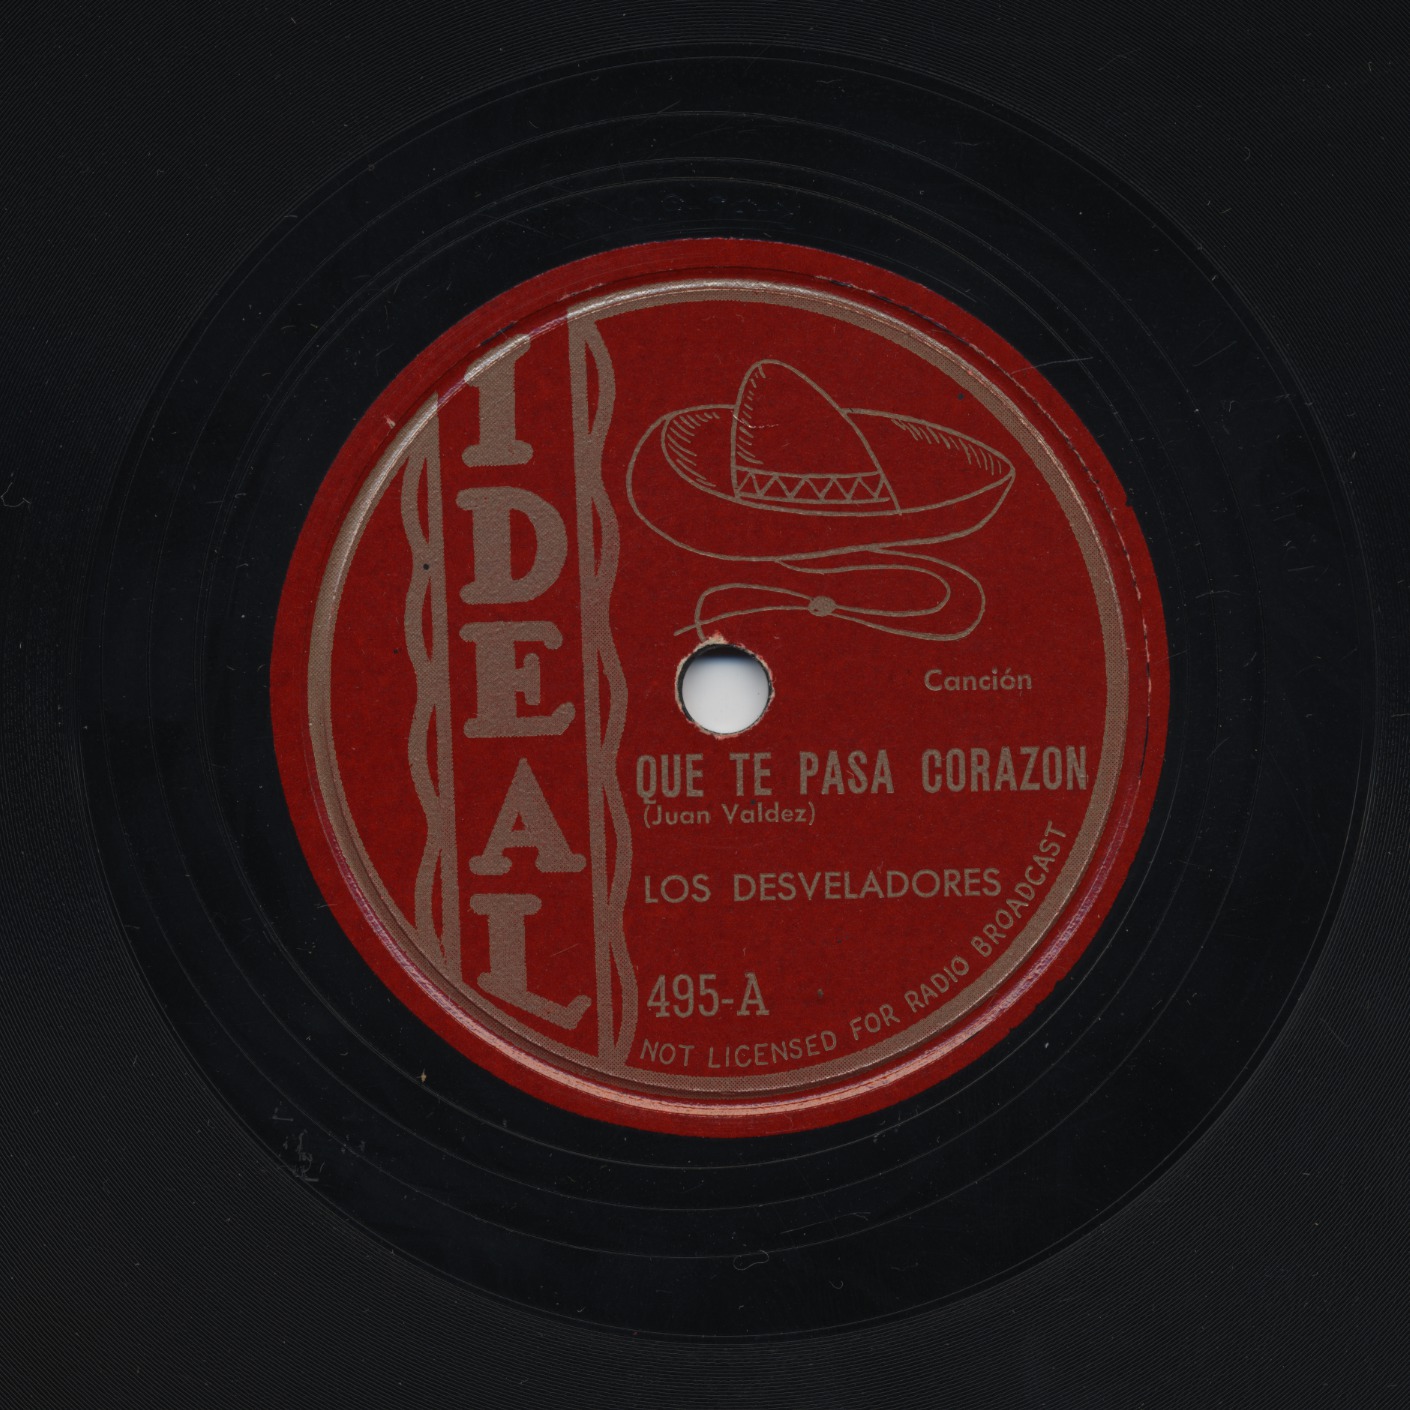 IDEAL
Canción
QUE TE PASA CORAZON
(Juan Valdez)
LOS DESVELADORES
495-A
NOT LICENSED FOR RADIO BROADCAST